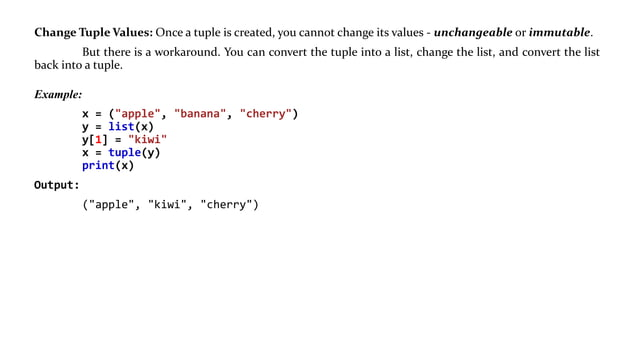 Change Tuple Values: Once a tuple is created, you cannot change its values - unchangeable or immutable.
But there is a workaround. You can convert the tuple into a list, change the list, and convert the list
back into a tuple.
Example:
x = ("apple", "banana", "cherry")
y = list(x)
y[1] = "kiwi"
x = tuple(y)
print(x)
Output:
("apple", "kiwi", "cherry")